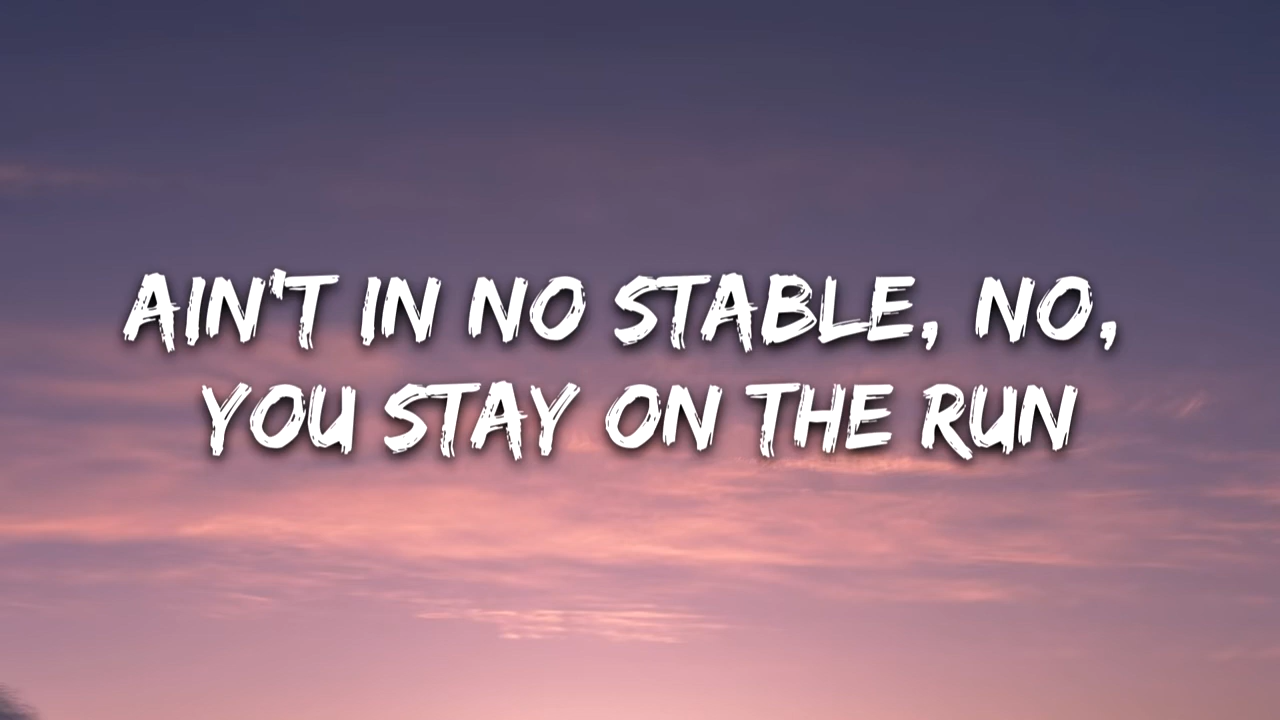 AIN'T IN NO STABLE, NO,
YOU STAY ON THE RUN